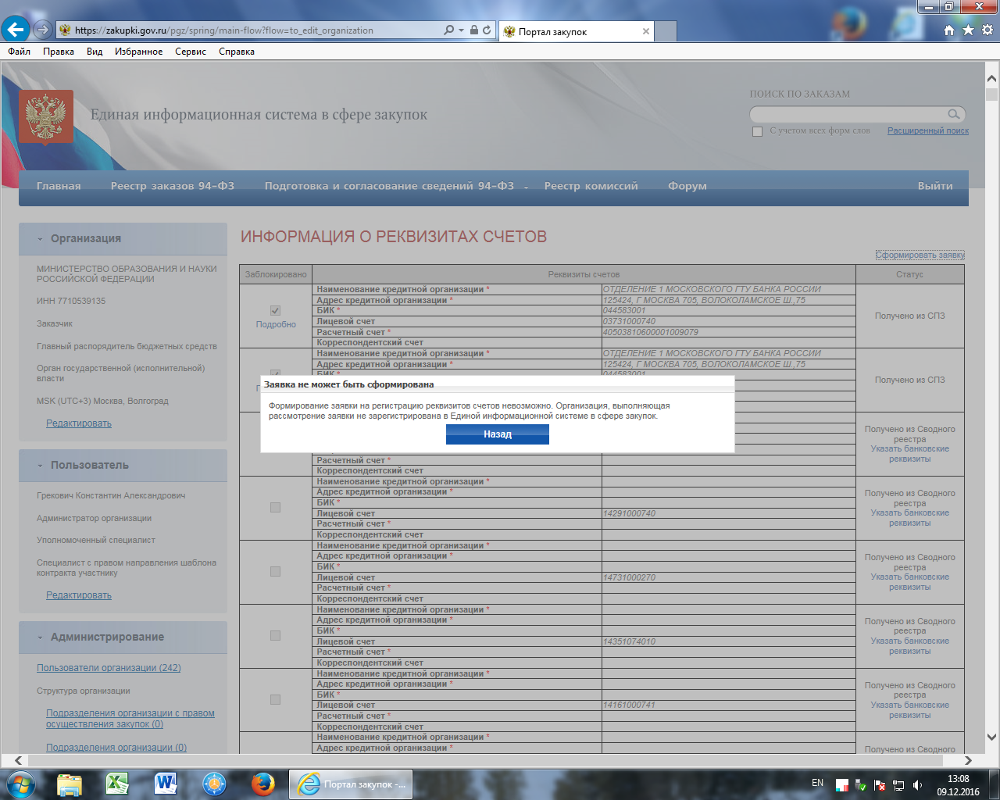 https://zakupki.gov.ru/pgz/spring/main-flow?flow=to_edit_organization
Портал закупок
Файл Правка Вид Избранное Сервис Справка
Единая информационная система в сфере закупок
ПОИСК ПО ЗАКАЗАМ
С учетом всех форм слов Расширенный поиск
Главная Реестр заказов 94-ФЗ Подготовка и согласование сведений 94-ФЗ Реестр комиссий Форум Выйти
Организация
МИНИСТЕРСТВО ОБРАЗОВАНИЯ И НАУКИ
РОССИЙСКОЙ ФЕДЕРАЦИИ
ИНН 7710539135
Заказчик
Главный распорядитель бюджетных средств
Орган государственной (исполнительной)
власти
MSK (UTC+3) Москва, Волгоград
Редактировать
Пользователь
Грекович Константин Александрович
Администратор организации
Уполномоченный специалист
Специалист с правом направления шаблона
контракта участнику
Редактировать
Администрирование
Пользователи организации (242)
Структура организации
Подразделения организации с правом
осуществления закупок (0)
Подразделения организации (0)
ИНФОРМАЦИЯ О РЕКВИЗИТАХ СЧЕТОВ
Сформировать заявку
Заблокировано Реквизиты счетов Статус
Подробно
Наименование кредитной организации * ОТДЕЛЕНИЕ 1 МОСКОВСКОГО ГТУ БАНКА РОССИИ
Адрес кредитной организации * 125424, Г МОСКВА 705, ВОЛОКОЛАМСКОЕ Ш.,75
БИК * 044583001
Лицевой счет 03731000740
Расчетный счет * 40503810600001009079
Корреспондентский счет
Получено из СПЗ
Наименование кредитной организации * ОТДЕЛЕНИЕ 1 МОСКОВСКОГО ГТУ БАНКА РОССИИ
Адрес кредитной организации * 125424, Г МОСКВА 705, ВОЛОКОЛАМСКОЕ Ш.,75
БИК * 044583001
Получено из СПЗ
Заявка не может быть сформирована
Формирование заявки на регистрацию реквизитов счетов невозможно. Организация, выполняющая
рассмотрение заявки не зарегистрирована в Единой информационной системе в сфере закупок.
Назад
Расчетный счет *
Корреспондентский счет
Получено из Сводного
реестра
Указать банковские
реквизиты
Наименование кредитной организации *
Адрес кредитной организации *
БИК *
Лицевой счет 14291000740
Расчетный счет *
Корреспондентский счет
Получено из Сводного
реестра
Указать банковские
реквизиты
Наименование кредитной организации *
Адрес кредитной организации *
БИК *
Лицевой счет 14731000270
Расчетный счет *
Корреспондентский счет
Получено из Сводного
реестра
Указать банковские
реквизиты
Наименование кредитной организации *
Адрес кредитной организации *
БИК *
Лицевой счет 14351074010
Расчетный счет *
Корреспондентский счет
Получено из Сводного
реестра
Указать банковские
реквизиты
Наименование кредитной организации *
Адрес кредитной организации *
БИК *
Лицевой счет 14161000741
Расчетный счет *
Корреспондентский счет
Получено из Сводного
реестра
Указать банковские
реквизиты
Наименование кредитной организации *
Адрес кредитной организации *
Получено из Сводного
Портал закупок -...
EN
13:08
09.12.2016